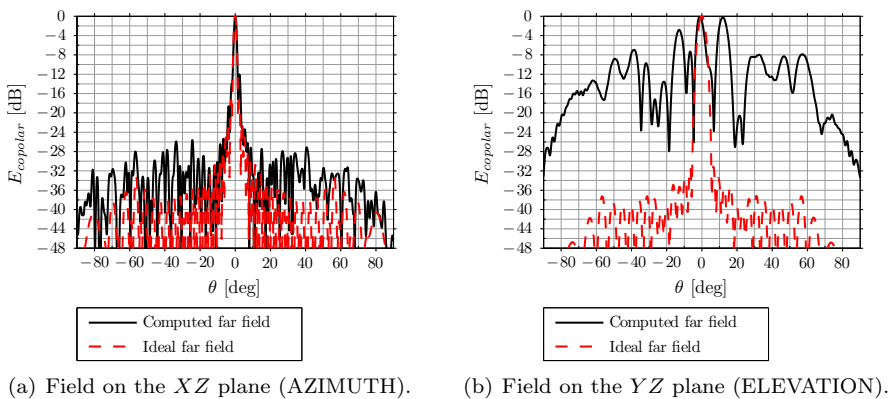 0
−4
−8
−12
−16
−20
−24
−28
−32
−36
−40
−44
−48
E_copolar [dB]
−80 −60 −40 −20 0 20 40 60 80
θ [deg]
Computed far field
Ideal far field
(a) Field on the XZ plane (AZIMUTH).
0
−4
−8
−12
−16
−20
−24
−28
−32
−36
−40
−44
−48
E_copolar [dB]
−80 −60 −40 −20 0 20 40 60 80
θ [deg]
Computed far field
Ideal far field
(b) Field on the YZ plane (ELEVATION).